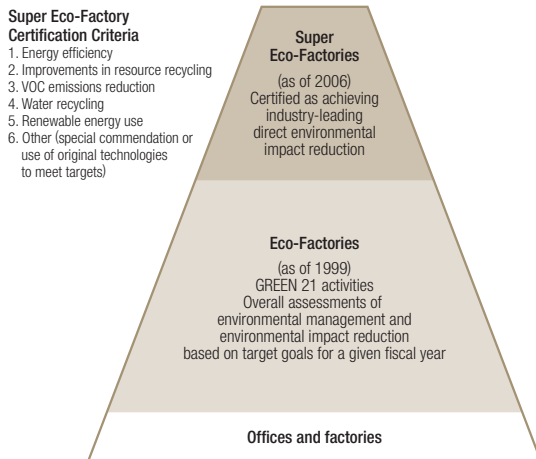 Super Eco-Factory
Certification Criteria
1. Energy efficiency
2. Improvements in resource recycling
3. VOC emissions reduction
4. Water recycling
5. Renewable energy use
6. Other (special commendation or
use of original technologies
to meet targets)
Super
Eco-Factories
(as of 2006)
Certified as achieving
industry-leading
direct environmental
impact reduction
Eco-Factories
(as of 1999)
GREEN 21 activities
Overall assessments of
environmental management and
environmental impact reduction
based on target goals for a given fiscal year
Offices and factories